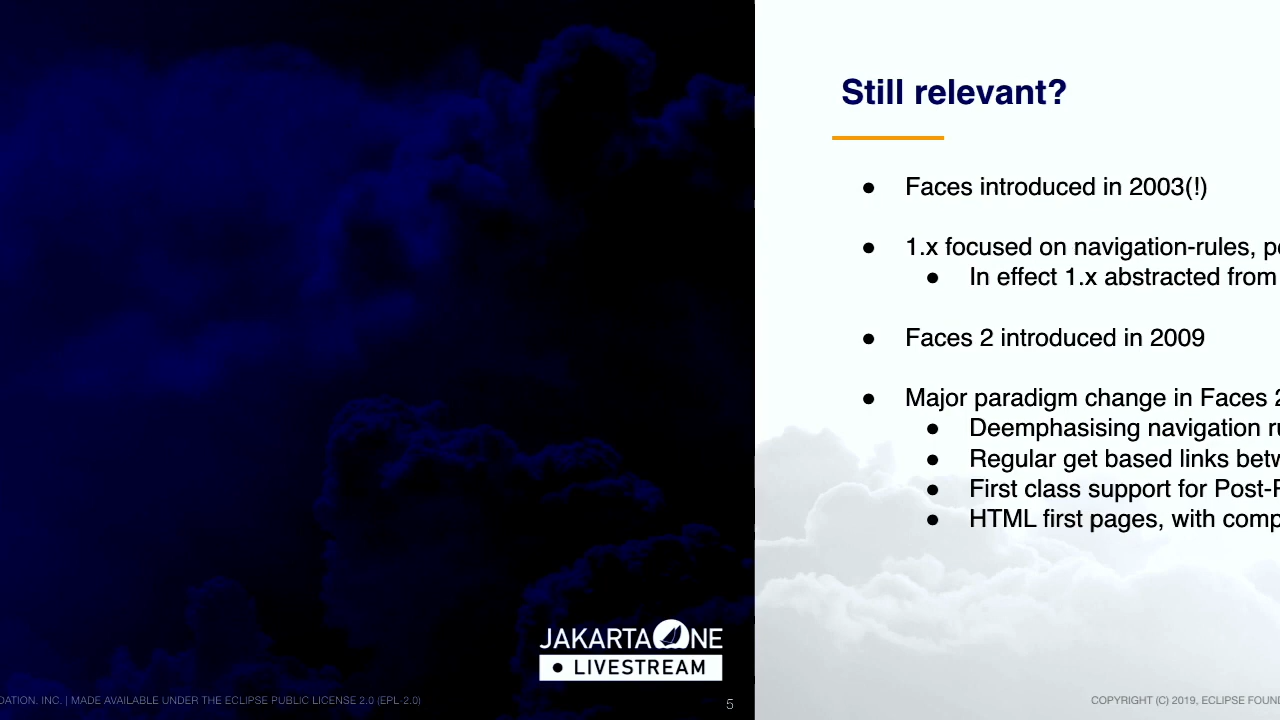 Still relevant?
● Faces introduced in 2003(!)
● 1.x focused on navigation-rules,
● In effect 1.x abstracted from
● Faces 2 introduced in 2009
● Major paradigm change in Faces
● Deemphasising navigation
● Regular get based links
● First class support for
● HTML first pages, with
JAKARTA ONE
● LIVESTREAM
INC. | MADE AVAILABLE UNDER THE ECLIPSE PUBLIC LICENSE 2.0 (EPL-2.0)
5
COPYRIGHT (C) 2019, ECLIPSE